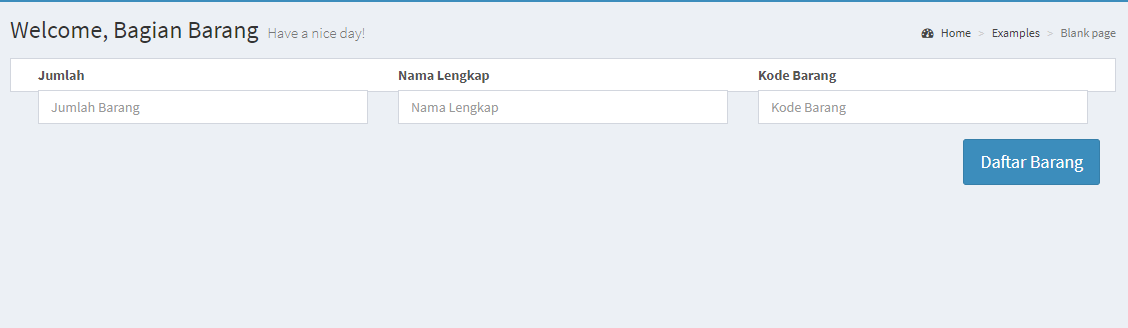 Welcome, Bagian Barang Have a nice day!
Home > Examples > Blank page
Jumlah Nama Lengkap Kode Barang
Jumlah Barang Nama Lengkap Kode Barang
Daftar Barang